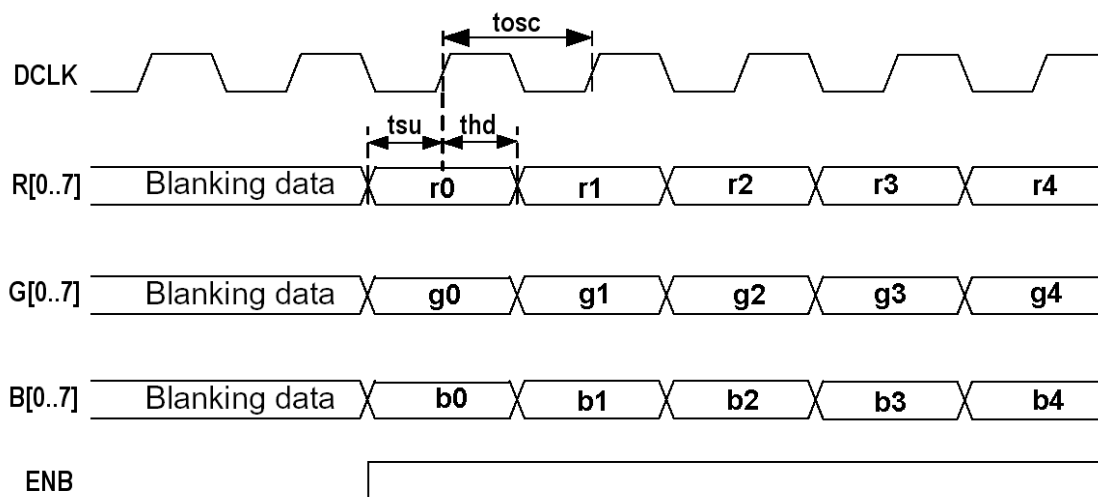 tosc
DCLK
tsu thd
R[0..7] Blanking data r0 r1 r2 r3 r4
G[0..7] Blanking data g0 g1 g2 g3 g4
B[0..7] Blanking data b0 b1 b2 b3 b4
ENB